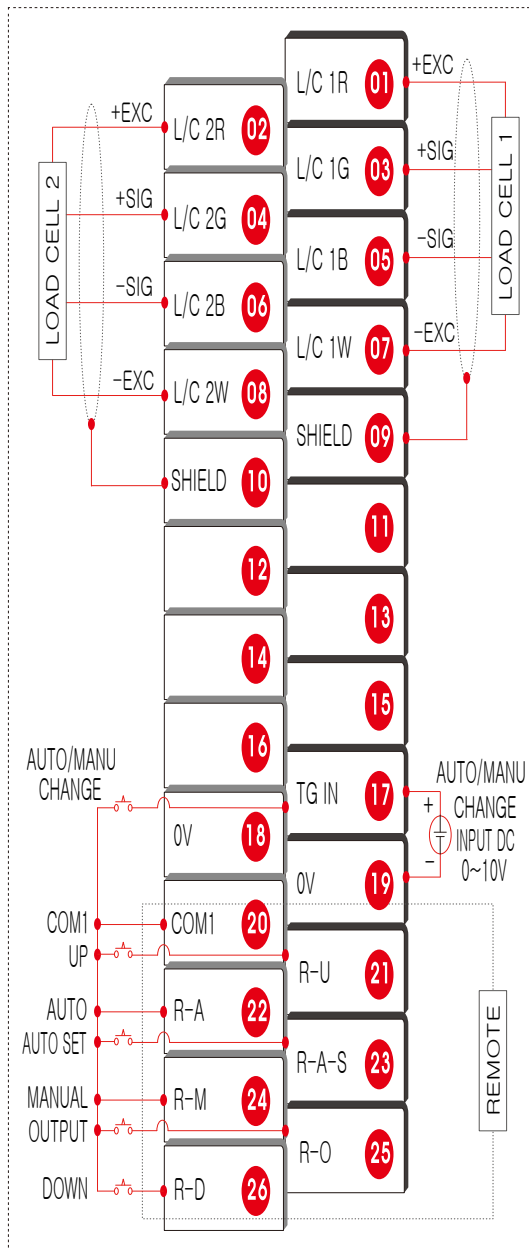 +EXC
L/C 1R 01
+EXC
L/C 2R 02
+SIG
L/C 1G 03
+SIG
L/C 2G 04
-SIG
L/C 1B 05
-SIG
L/C 2B 06
-EXC
L/C 1W 07
-EXC
L/C 2W 08
LOAD CELL 2
LOAD CELL 1
SHIELD 09
SHIELD 10
11
12
13
14
15
16
AUTO/MANU
CHANGE
TG IN 17
AUTO/MANU
CHANGE
INPUT DC
0~10V
+
−
0V 18
0V 19
COM1
COM1 20
UP
R-U 21
AUTO
R-A 22
AUTO SET
R-A-S 23
MANUAL
R-M 24
OUTPUT
R-O 25
DOWN
R-D 26
REMOTE